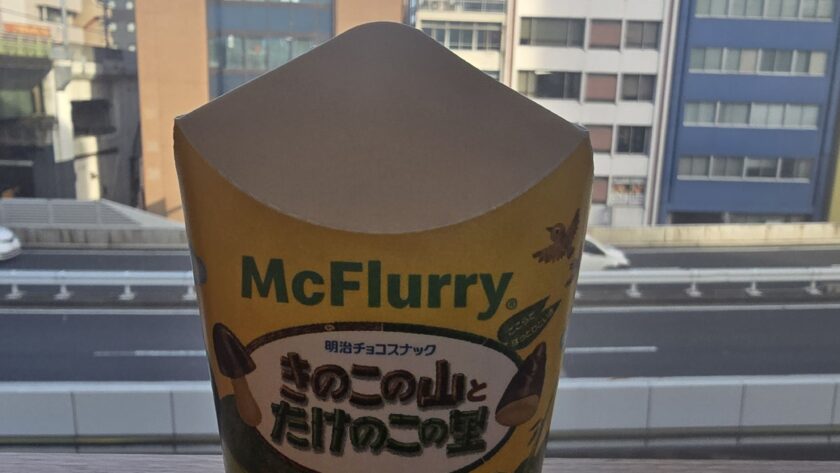 McFlurry®
明治チョコスナック
きのこの山と
たけのこの里